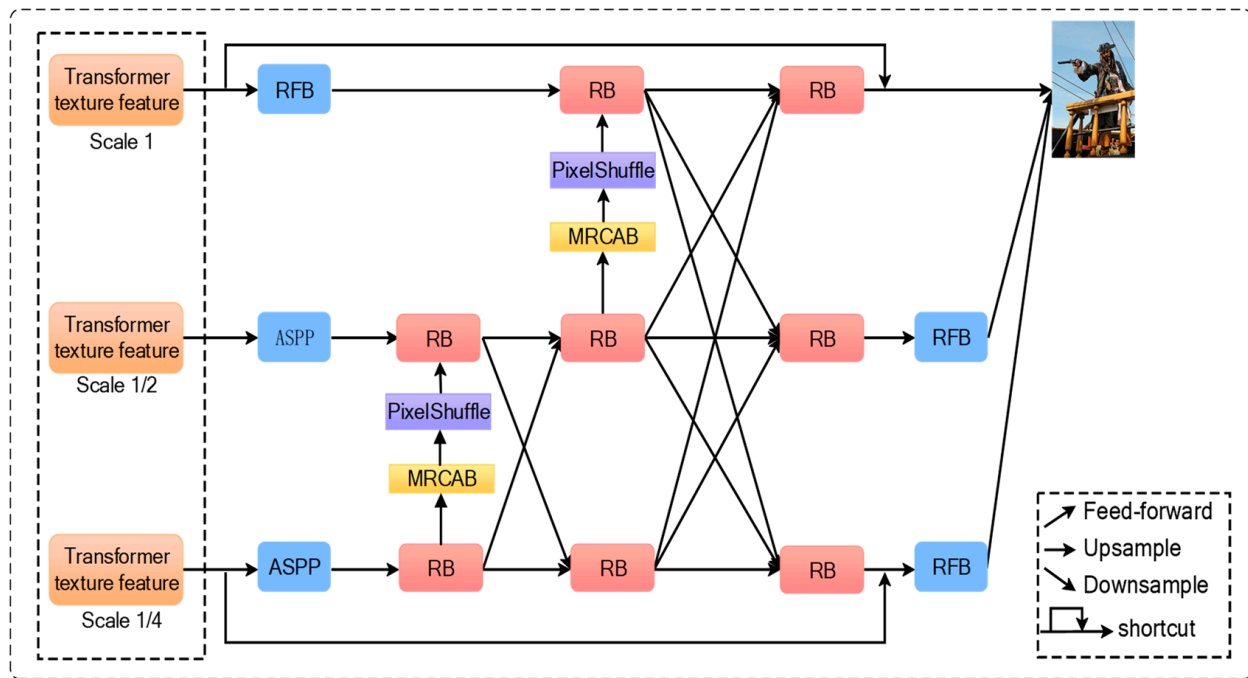 Transformer
texture feature
Scale 1
RFB
RB
RB
PixelShuffle
MRCAB
Transformer
texture feature
Scale 1/2
ASPP
RB
RB
RB
RFB
PixelShuffle
MRCAB
Transformer
texture feature
Scale 1/4
ASPP
RB
RB
RB
RFB
Feed-forward
Upsample
Downsample
shortcut